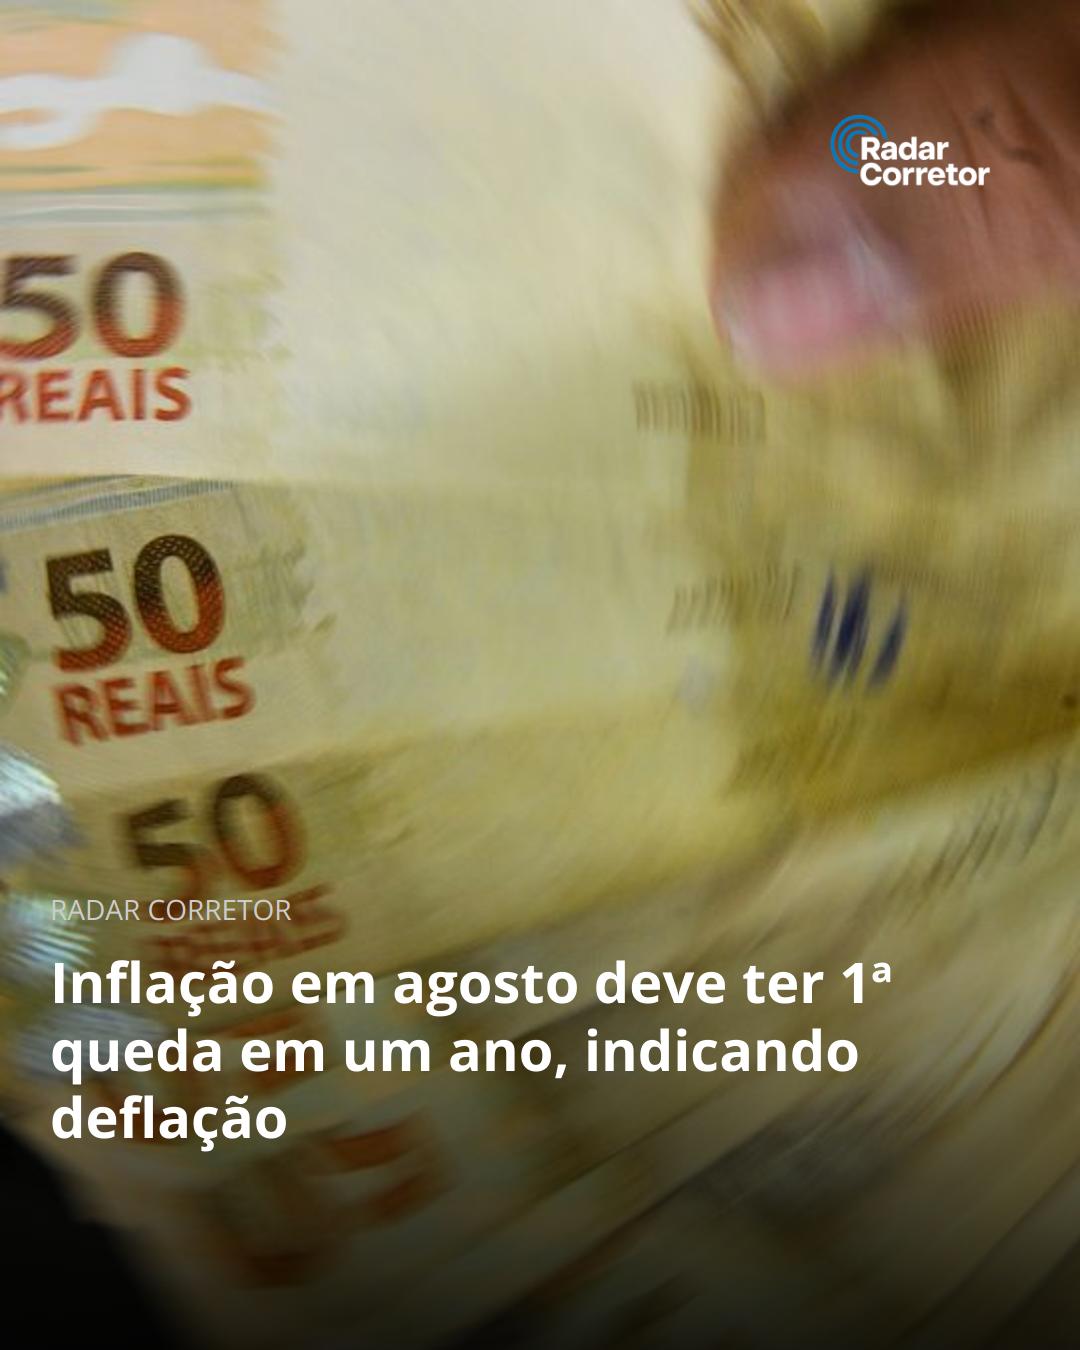 Radar
Corretor
50
REAIS
50
REAIS
50
REAIS
RADAR CORRETOR
Inflação em agosto deve ter 1ª
queda em um ano, indicando
deflação